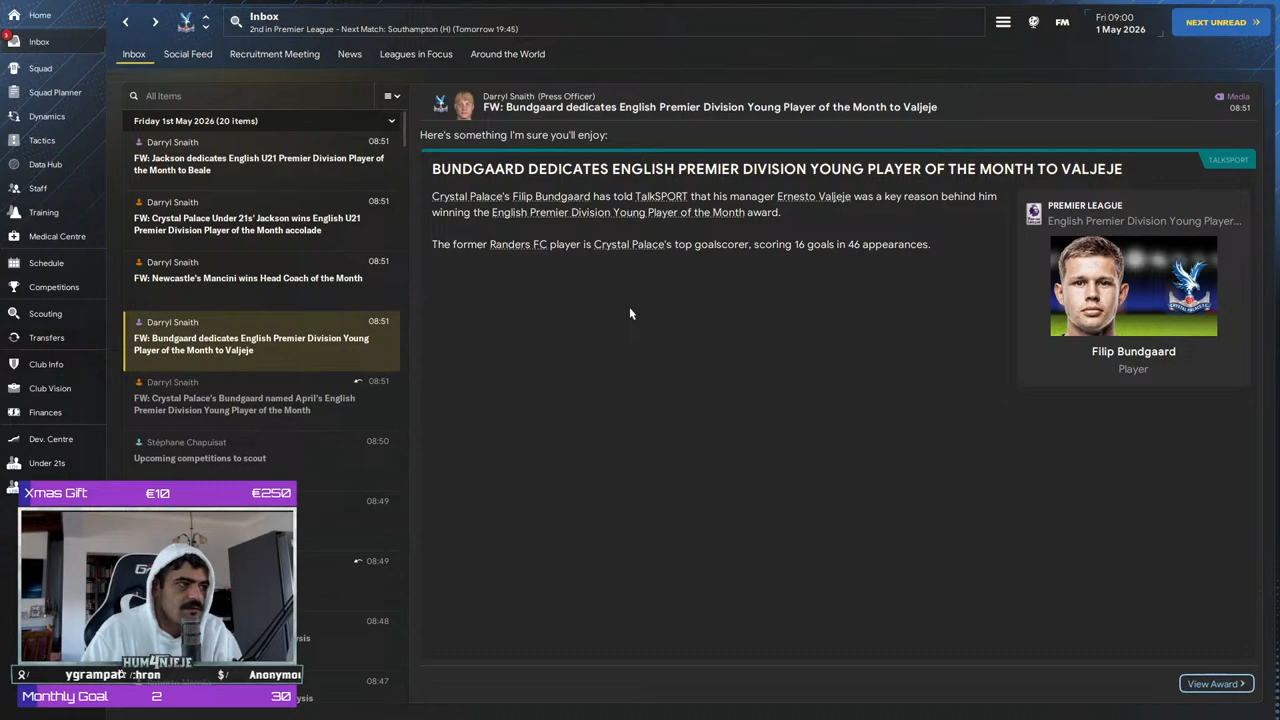 Home
3
Inbox
Squad
Squad Planner
Dynamics
Tactics
Data Hub
Staff
Training
Medical Centre
Schedule
Competitions
Scouting
Transfers
Club Info
Club Vision
Finances
Dev. Centre
Under 21s
Inbox
2nd in Premier League - Next Match: Southampton (H) (Tomorrow 19:45)
FM
Fri 09:00
1 May 2026
NEXT UNREAD
Inbox
Social Feed
Recruitment Meeting
News
Leagues in Focus
Around the World
All Items
Friday 1st May 2026 (20 items)
Darryl Snaith 08:51
FW: Jackson dedicates English U21 Premier Division Player of
the Month to Beale
Darryl Snaith 08:51
FW: Crystal Palace Under 21s' Jackson wins English U21
Premier Division Player of the Month accolade
Darryl Snaith 08:51
FW: Newcastle's Mancini wins Head Coach of the Month
Darryl Snaith 08:51
FW: Bundgaard dedicates English Premier Division Young
Player of the Month to Valjeje
Darryl Snaith 08:51
FW: Crystal Palace's Bundgaard named April's English
Premier Division Young Player of the Month
Stéphane Chapuisat 08:50
Upcoming competitions to scout
08:49
08:49
08:48
08:47
Darryl Snaith (Press Officer)
FW: Bundgaard dedicates English Premier Division Young Player of the Month to Valjeje
Media
08:51
Here's something I'm sure you'll enjoy:
TALKSPORT
BUNDGAARD DEDICATES ENGLISH PREMIER DIVISION YOUNG PLAYER OF THE MONTH TO VALJEJE
Crystal Palace's Filip Bundgaard has told TalkSPORT that his manager Ernesto Valjeje was a key reason behind him
winning the English Premier Division Young Player of the Month award.
The former Randers FC player is Crystal Palace's top goalscorer, scoring 16 goals in 46 appearances.
PREMIER LEAGUE
English Premier Division Young Player...
Filip Bundgaard
Player
View Award
Xmas Gift €10 €250
HUM4NJEJE
ygrampat
:hron
$/ Anonymou
Monthly Goal 2 30